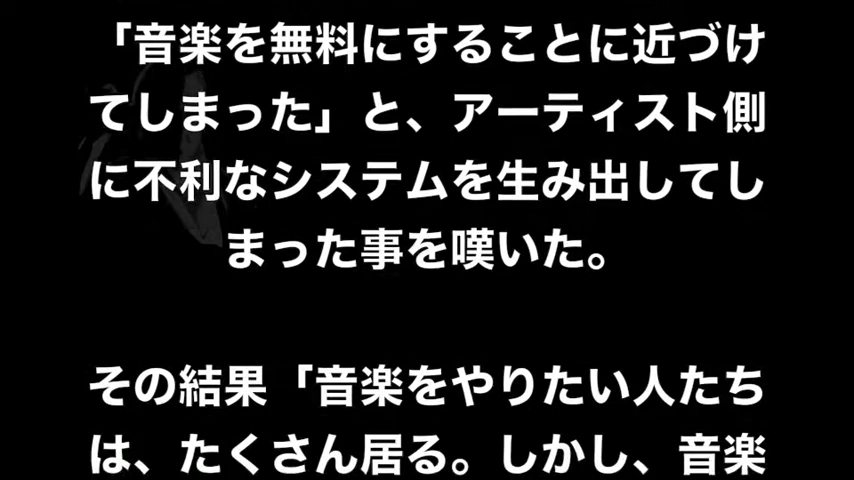 「音楽を無料にすることに近づけ
てしまった」と、アーティスト側
に不利なシステムを生み出してし
まった事を嘆いた。
その結果「音楽をやりたい人たち
は、たくさん居る。しかし、音楽